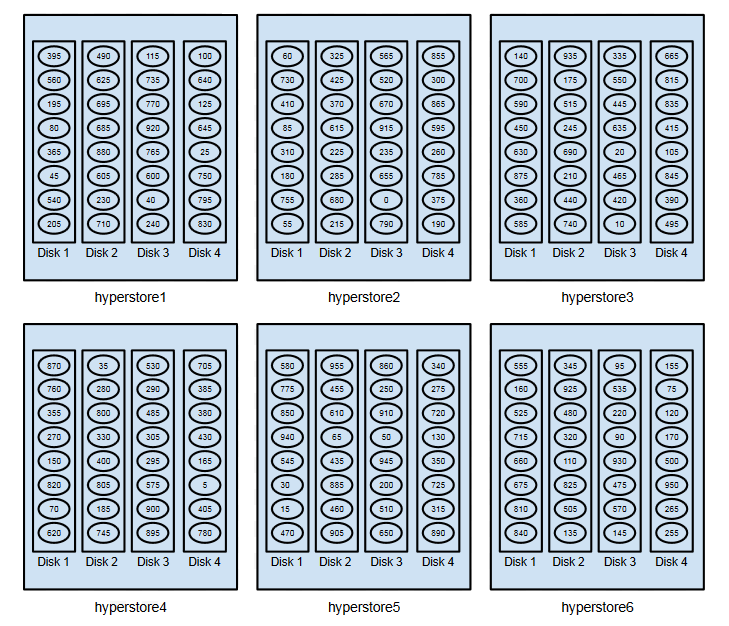 395 490 115 100 60 325 565 855 140 935 335 665
560 625 735 640 730 425 520 300 700 175 550 815
195 695 770 125 410 370 670 865 590 515 445 835
80 685 920 645 85 615 915 595 450 245 635 415
365 880 765 25 310 225 235 260 630 690 20 105
45 605 600 750 180 285 655 785 875 210 465 845
540 230 40 795 755 680 0 375 360 440 420 390
205 710 240 830 55 215 790 190 585 740 10 495
Disk 1 Disk 2 Disk 3 Disk 4 Disk 1 Disk 2 Disk 3 Disk 4 Disk 1 Disk 2 Disk 3 Disk 4
hyperstore1 hyperstore2 hyperstore3
870 35 530 705 580 955 860 340 555 345 95 155
760 280 290 385 775 455 250 275 160 925 535 75
355 800 485 380 850 610 910 720 525 480 220 120
270 330 305 430 940 65 50 130 715 320 90 170
150 400 295 165 545 435 945 350 660 110 930 500
820 805 575 5 30 885 200 725 675 825 475 950
70 185 900 405 15 460 510 315 810 505 570 265
620 745 895 780 470 905 650 890 840 135 145 255
Disk 1 Disk 2 Disk 3 Disk 4 Disk 1 Disk 2 Disk 3 Disk 4 Disk 1 Disk 2 Disk 3 Disk 4
hyperstore4 hyperstore5 hyperstore6